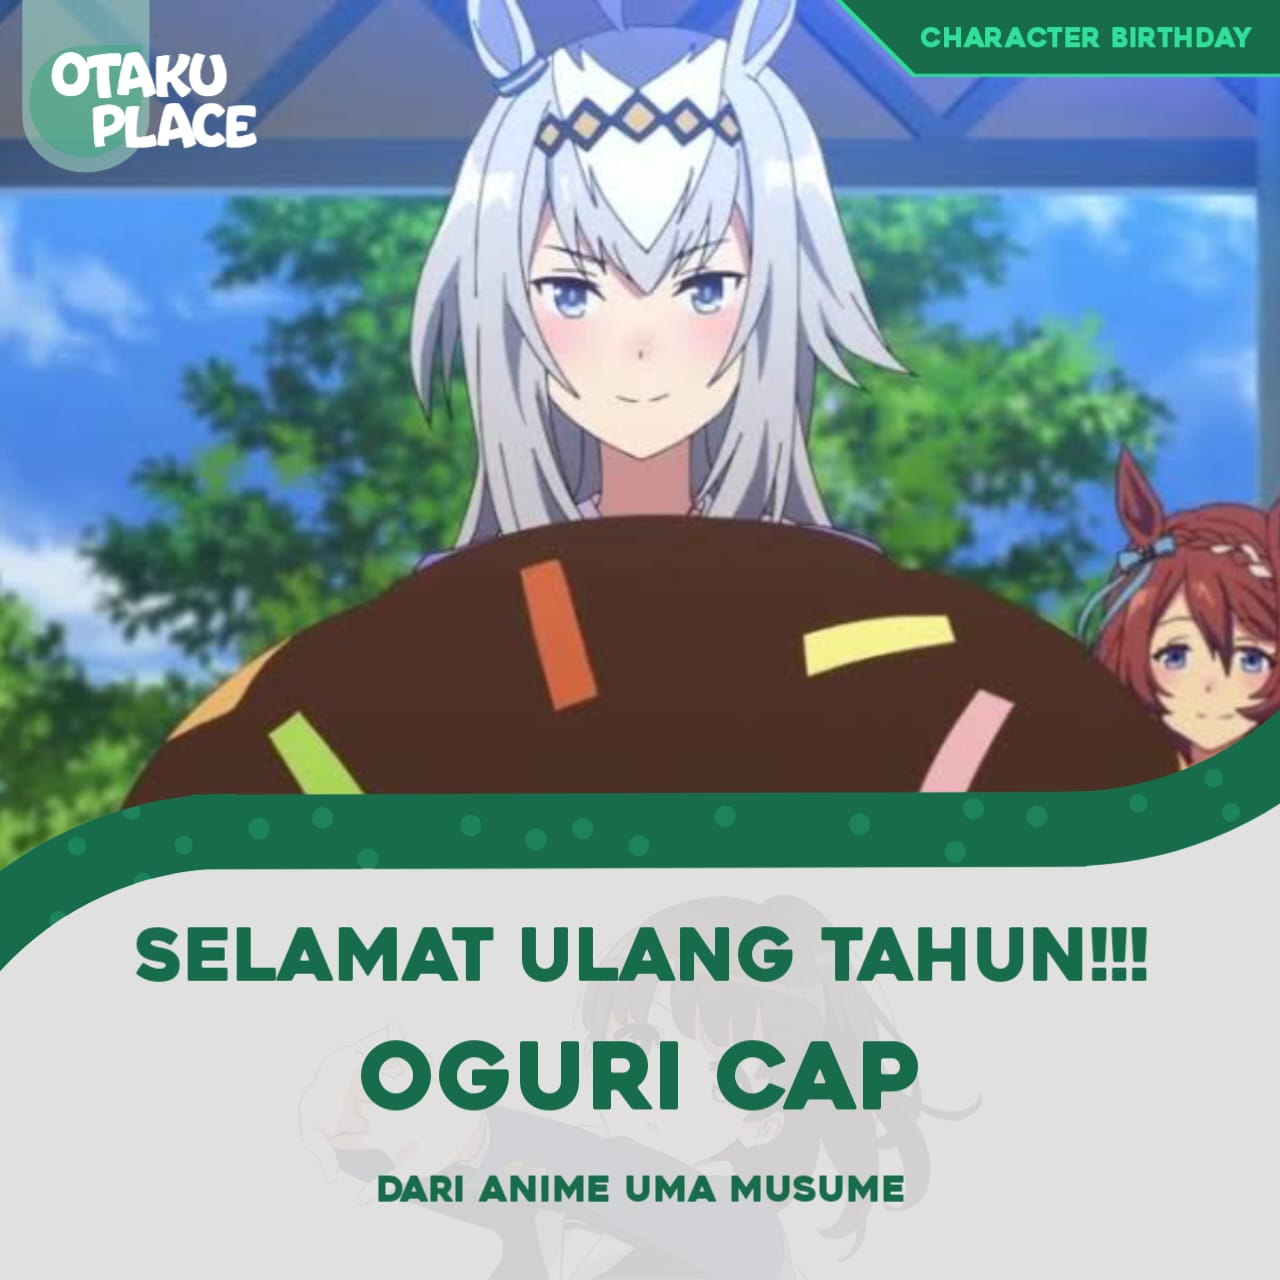 OTAKU
PLACE
CHARACTER BIRTHDAY
SELAMAT ULANG TAHUN!!!
OGURI CAP
DARI ANIME UMA MUSUME